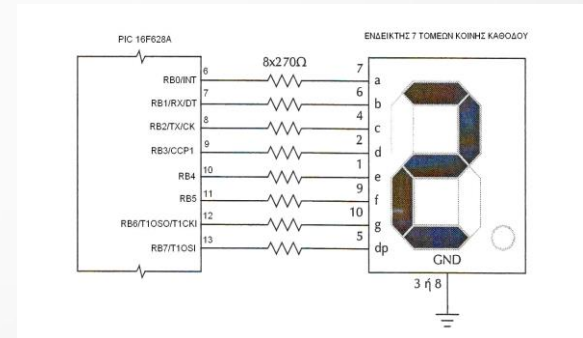 PIC 16F628A
ΕΝΔΕΙΚΤΗΣ 7 ΤΟΜΕΩΝ ΚΟΙΝΗΣ ΚΑΘΟΔΟΥ
8x270Ω
RB0/INT 6 7 a
RB1/RX/DT 7 6 b
RB2/TX/CK 8 4 c
RB3/CCP1 9 2 d
RB4 10 1 e
RB5 11 9 f
RB6/T1OSO/T1CKI 12 10 g
RB7/T1OSI 13 5 dp
GND
3 ή 8